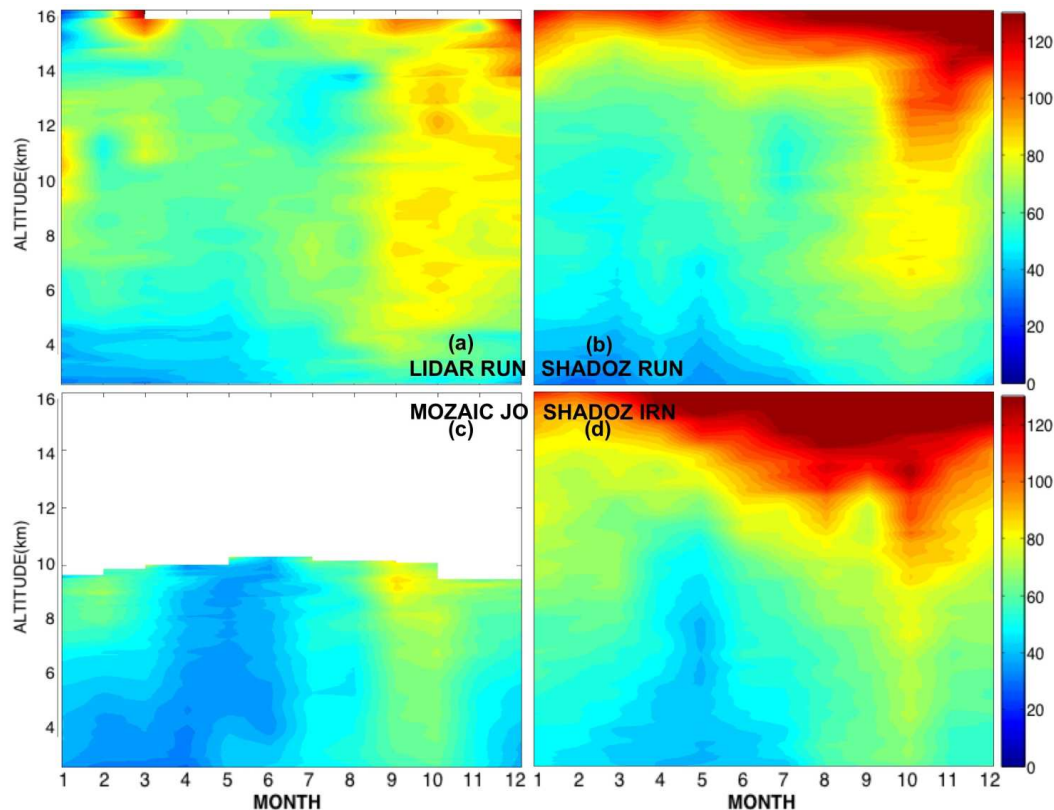 16
14
12
10
8
6
4
ALTITUDE(km)
(a)
LIDAR RUN
(b)
SHADOZ RUN
120
100
80
60
40
20
0
16
14
12
10
8
6
4
ALTITUDE(km)
MOZAIC JO
(c)
SHADOZ IRN
(d)
120
100
80
60
40
20
0
1 2 3 4 5 6 7 8 9 10 11 12
MONTH
1 2 3 4 5 6 7 8 9 10 11 12
MONTH